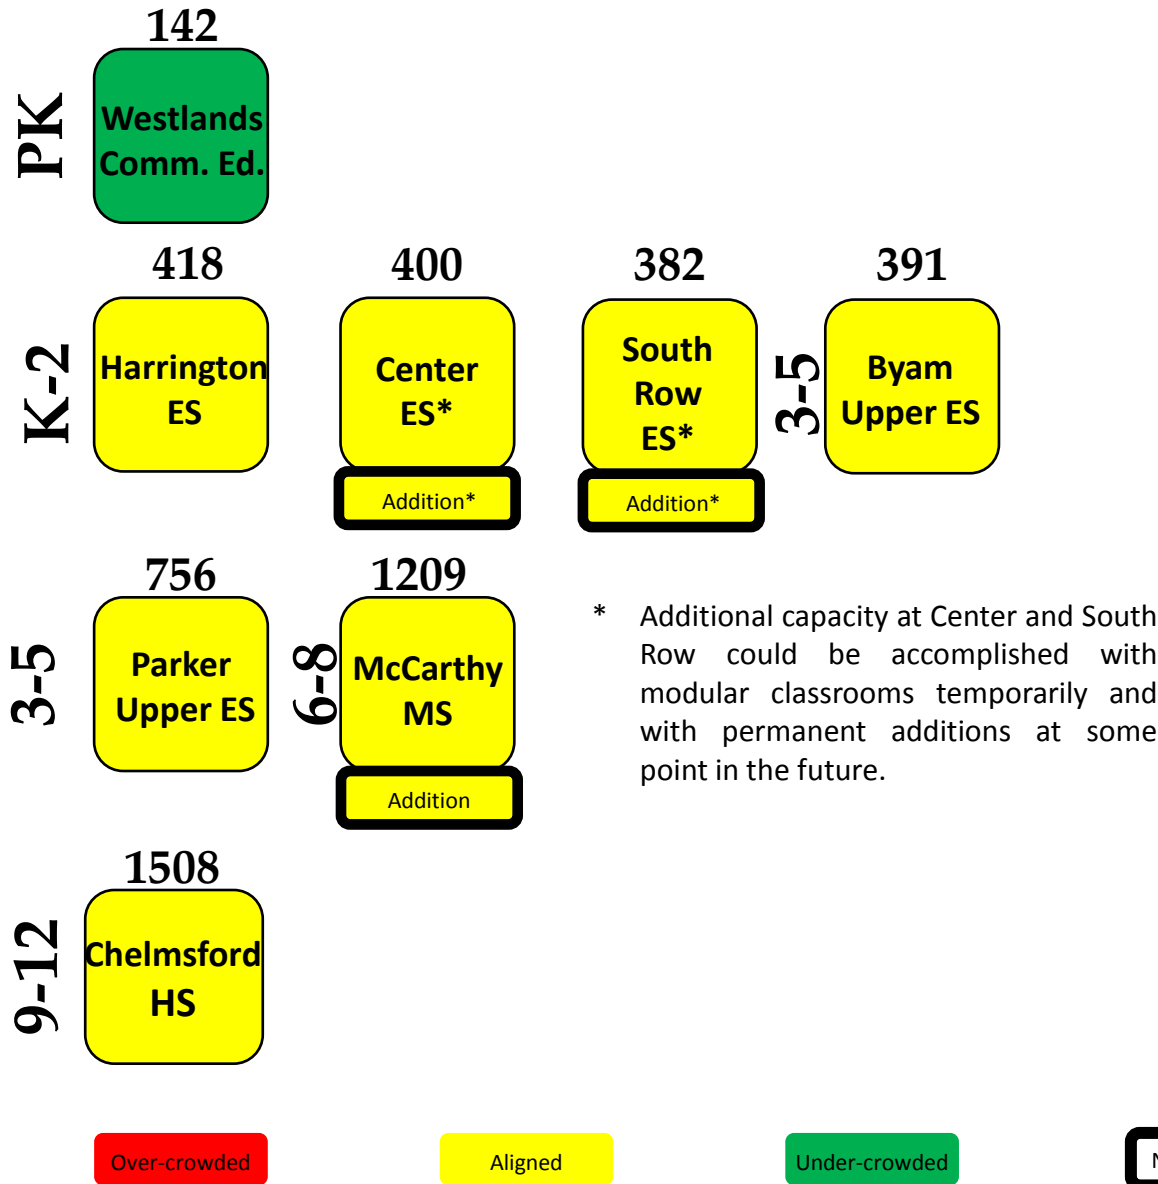 142
PK
Westlands
Comm. Ed.
418
400
382
391
K-2
Harrington
ES
Center
ES*
South
Row
ES*
3-5
Byam
Upper ES
Addition*
Addition*
756
1209
3-5
Parker
Upper ES
6-8
McCarthy
MS
Addition
* Additional capacity at Center and South
Row could be accomplished with
modular classrooms temporarily and
with permanent additions at some
point in the future.
1508
9-12
Chelmsford
HS
Over-crowded
Aligned
Under-crowded